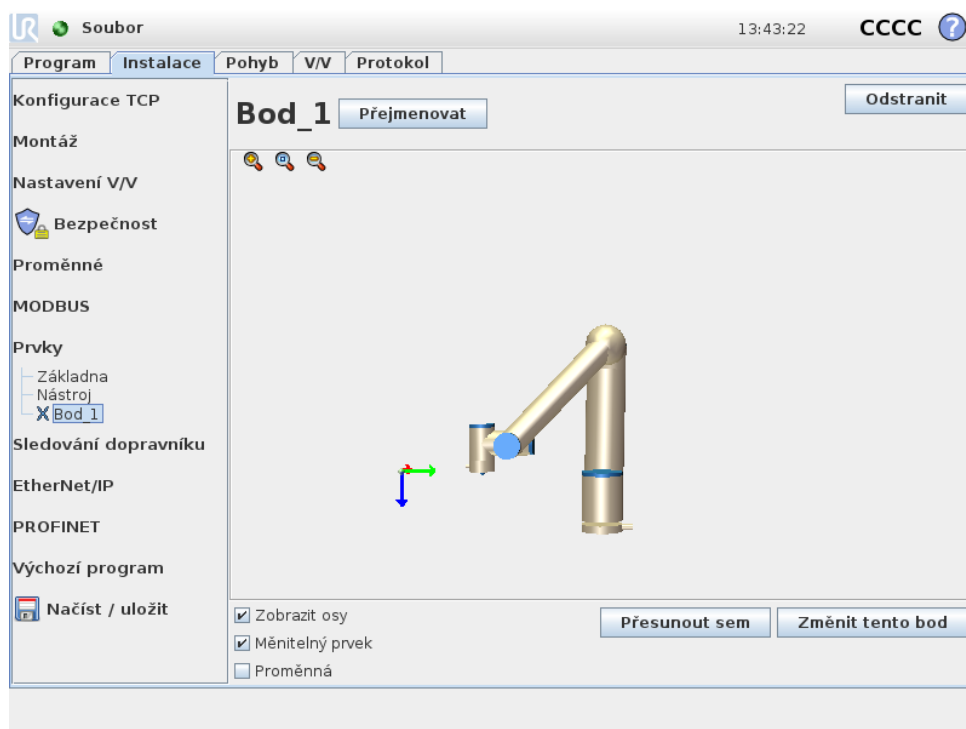 UR Soubor 13:43:22 CCCC ?
Program Instalace Pohyb V/V Protokol
Konfigurace TCP
Montáž
Nastavení V/V
Bezpečnost
Proměnné
MODBUS
Prvky
Základna
Nástroj
Bod_1
Sledování dopravníku
EtherNet/IP
PROFINET
Výchozí program
Načíst / uložit
Bod_1 Přejmenovat
Odstranit
Zobrazit osy
Měnitelný prvek
Proměnná
Přesunout sem
Změnit tento bod